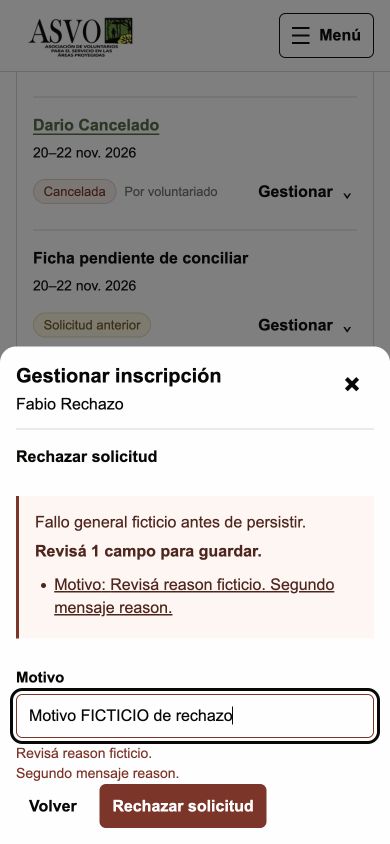 ASVO
ASOCIACIÓN DE VOLUNTARIOS
PARA EL SERVICIO EN LAS
ÁREAS PROTEGIDAS
Menú
Dario Cancelado
20–22 nov. 2026
Cancelada Por voluntariado Gestionar
Ficha pendiente de conciliar
20–22 nov. 2026
Solicitud anterior Gestionar
Gestionar inscripción
Fabio Rechazo
Rechazar solicitud
Fallo general ficticio antes de persistir.
Revisá 1 campo para guardar.
Motivo: Revisá reason ficticio. Segundo
mensaje reason.
Motivo
Motivo FICTICIO de rechazo
Revisá reason ficticio.
Segundo mensaje reason.
Volver Rechazar solicitud